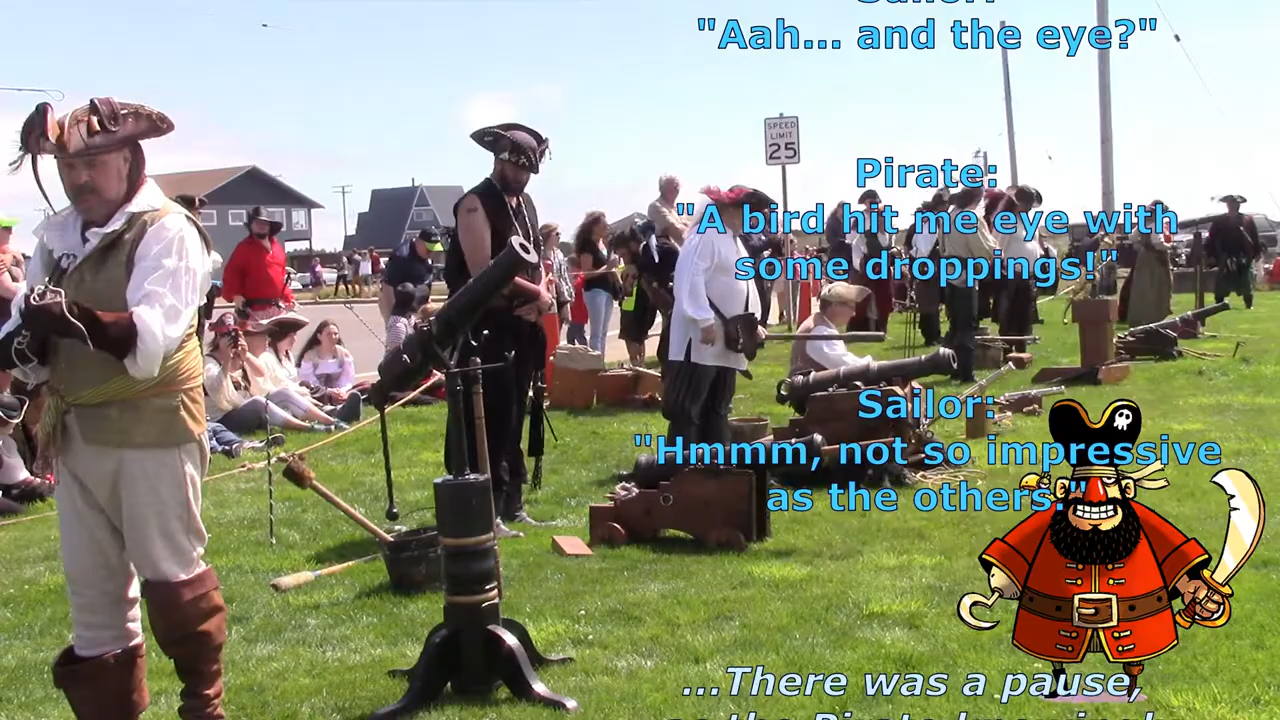 Sailor:
"Aah... and the eye?"
SPEED
LIMIT
25
Pirate:
"A bird hit me eye with
some droppings!"
Sailor:
"Hmmm, not so impressive
as the others."
...There was a pause,